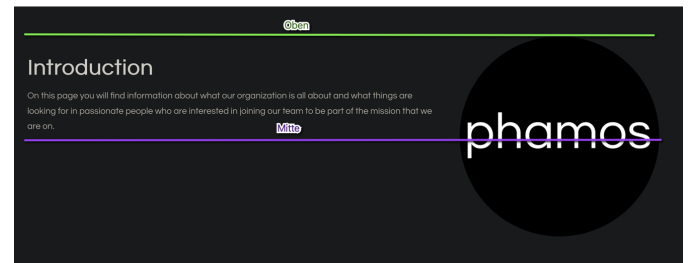 Oben
Introduction
On this page you will find information about what our organization is all about and what things are
looking for in passionate people who are interested in joining our team to be part of the mission that we
are on.
Mitte
phamos